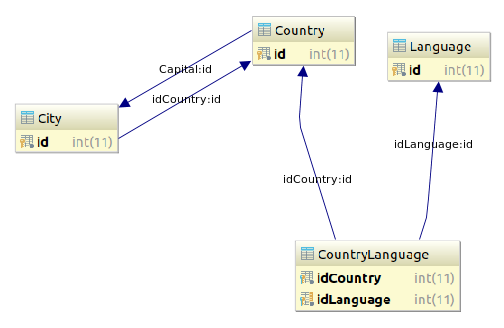 Country
id int(11)
Language
id int(11)
Capital:id
idCountry:id
City
id int(11)
idLanguage:id
idCountry:id
CountryLanguage
idCountry int(11)
idLanguage int(11)